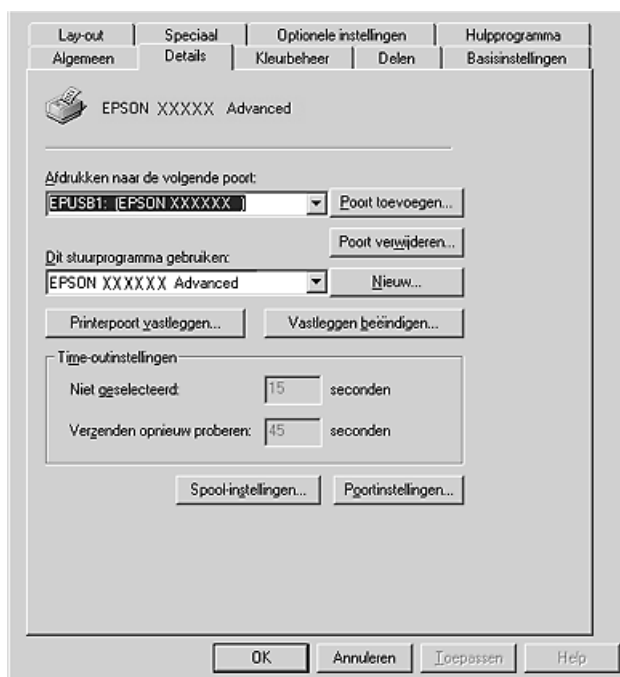 Lay-out Speciaal Optionele instellingen Hulpprogramma
Algemeen Details Kleurbeheer Delen Basisinstellingen
EPSON XXXXX Advanced
Afdrukken naar de volgende poort:
EPUSB1: (EPSON XXXXXX ) Poort toevoegen...
Poort verwijderen...
Dit stuurprogramma gebruiken:
EPSON XXXXXX Advanced Nieuw...
Printerpoort vastleggen... Vastleggen beëindigen...
Time-outinstellingen
Niet geselecteerd: 15 seconden
Verzenden opnieuw proberen: 45 seconden
Spool-instellingen... Poortinstellingen...
OK Annuleren Toepassen Help